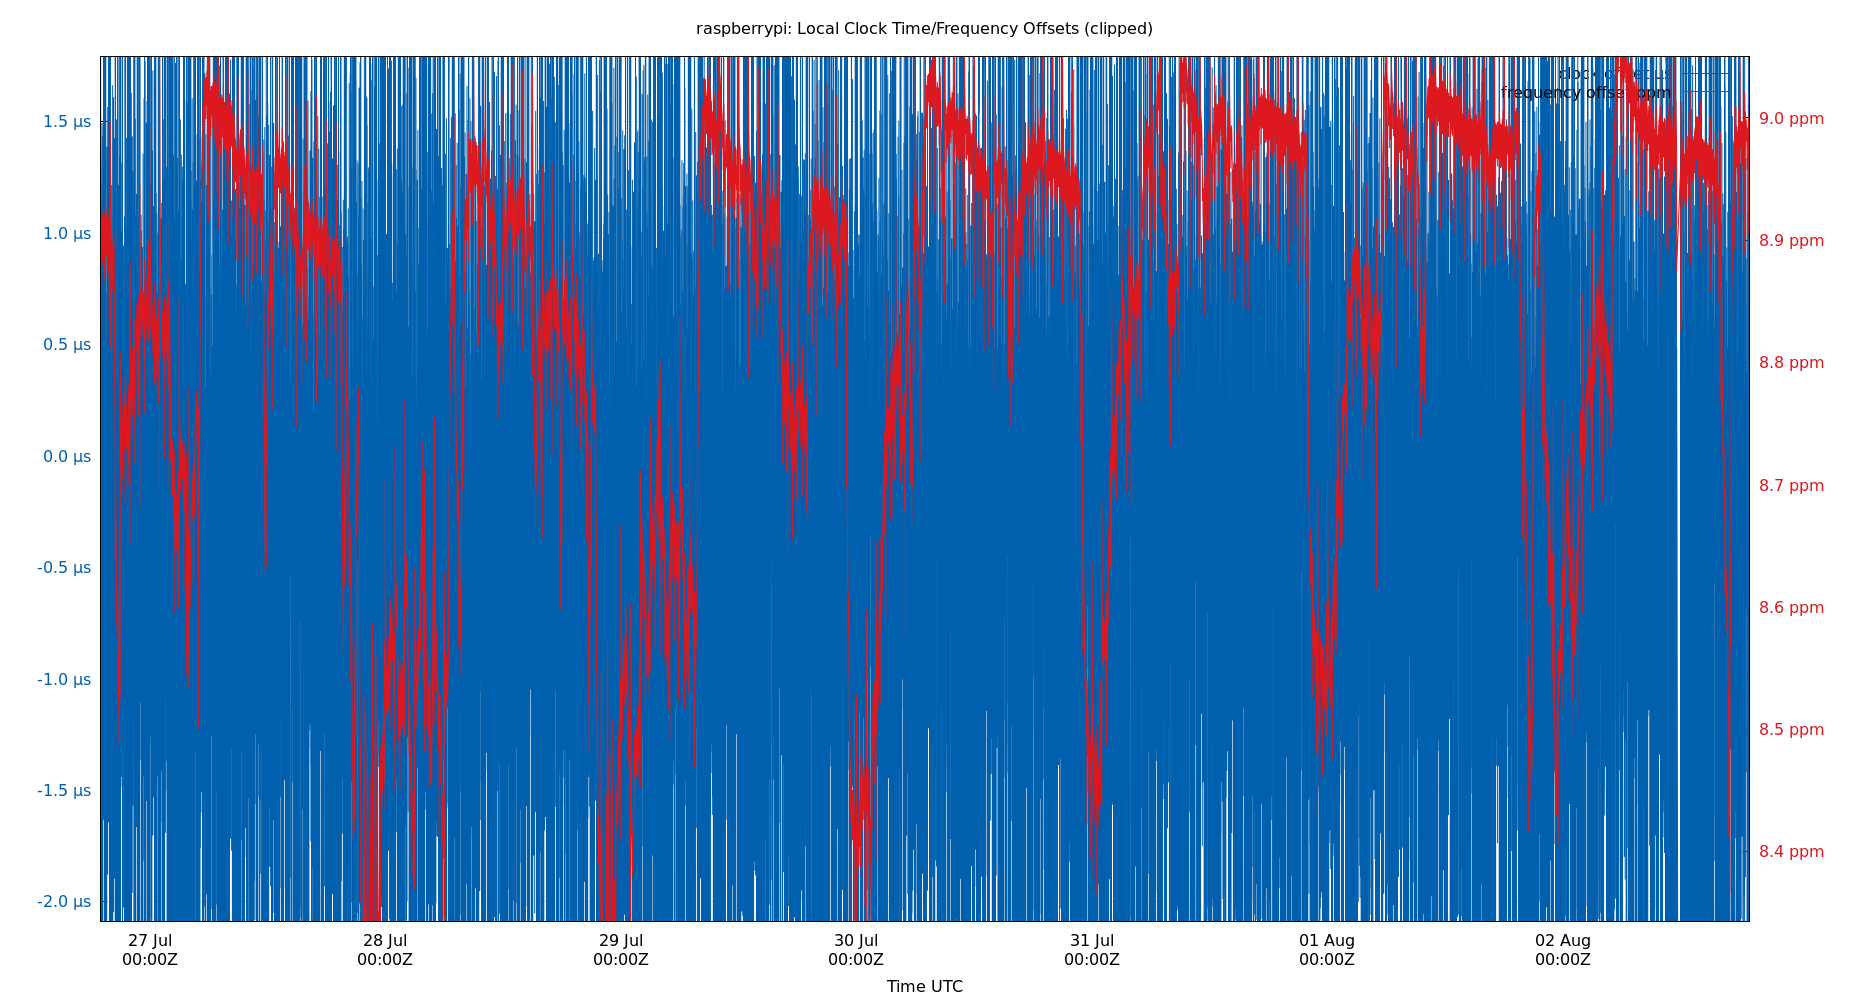 raspberrypi: Local Clock Time/Frequency Offsets (clipped)
clock offset μs
frequency offset ppm
1.5 μs
1.0 μs
0.5 μs
0.0 μs
-0.5 μs
-1.0 μs
-1.5 μs
-2.0 μs
9.0 ppm
8.9 ppm
8.8 ppm
8.7 ppm
8.6 ppm
8.5 ppm
8.4 ppm
27 Jul
00:00Z
28 Jul
00:00Z
29 Jul
00:00Z
30 Jul
00:00Z
31 Jul
00:00Z
01 Aug
00:00Z
02 Aug
00:00Z
Time UTC